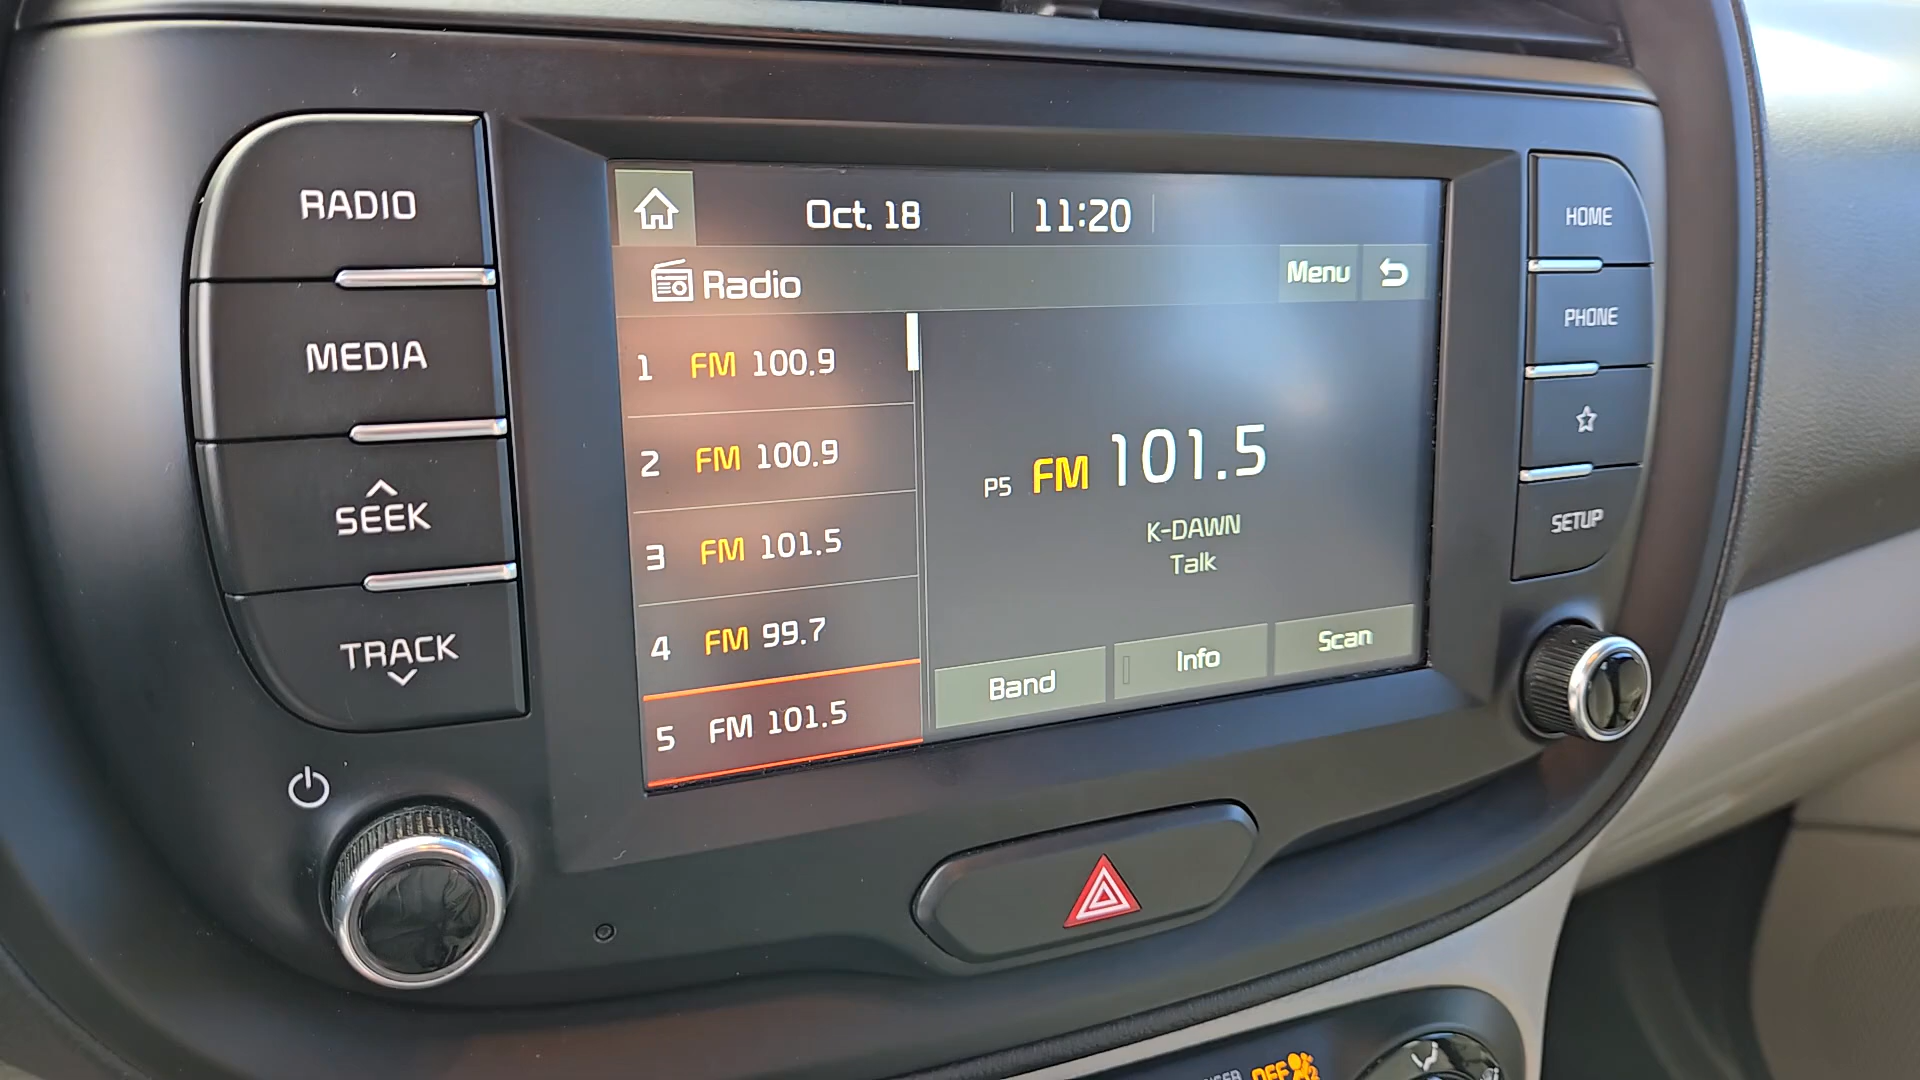 RADIO
MEDIA
SEEK
TRACK
Oct. 18
11:20
Radio
Menu
1 FM 100.9
2 FM 100.9
3 FM 101.5
4 FM 99.7
5 FM 101.5
P5 FM 101.5
K-DAWN
Talk
Band
Info
Scan
HOME
PHONE
SETUP
OFF